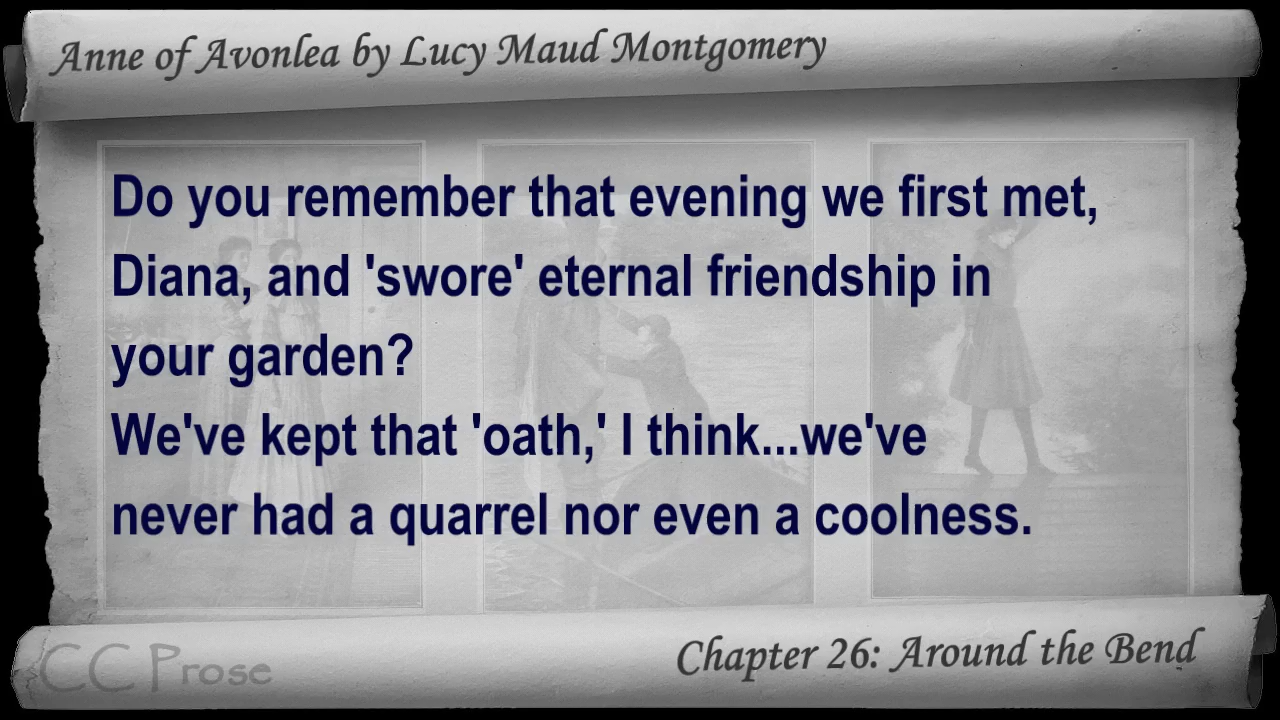 Anne of Avonlea by Lucy Maud Montgomery
Do you remember that evening we first met,
Diana, and 'swore' eternal friendship in
your garden?
We've kept that 'oath,' I think...we've
never had a quarrel nor even a coolness.
CC Prose
Chapter 26: Around the Bend